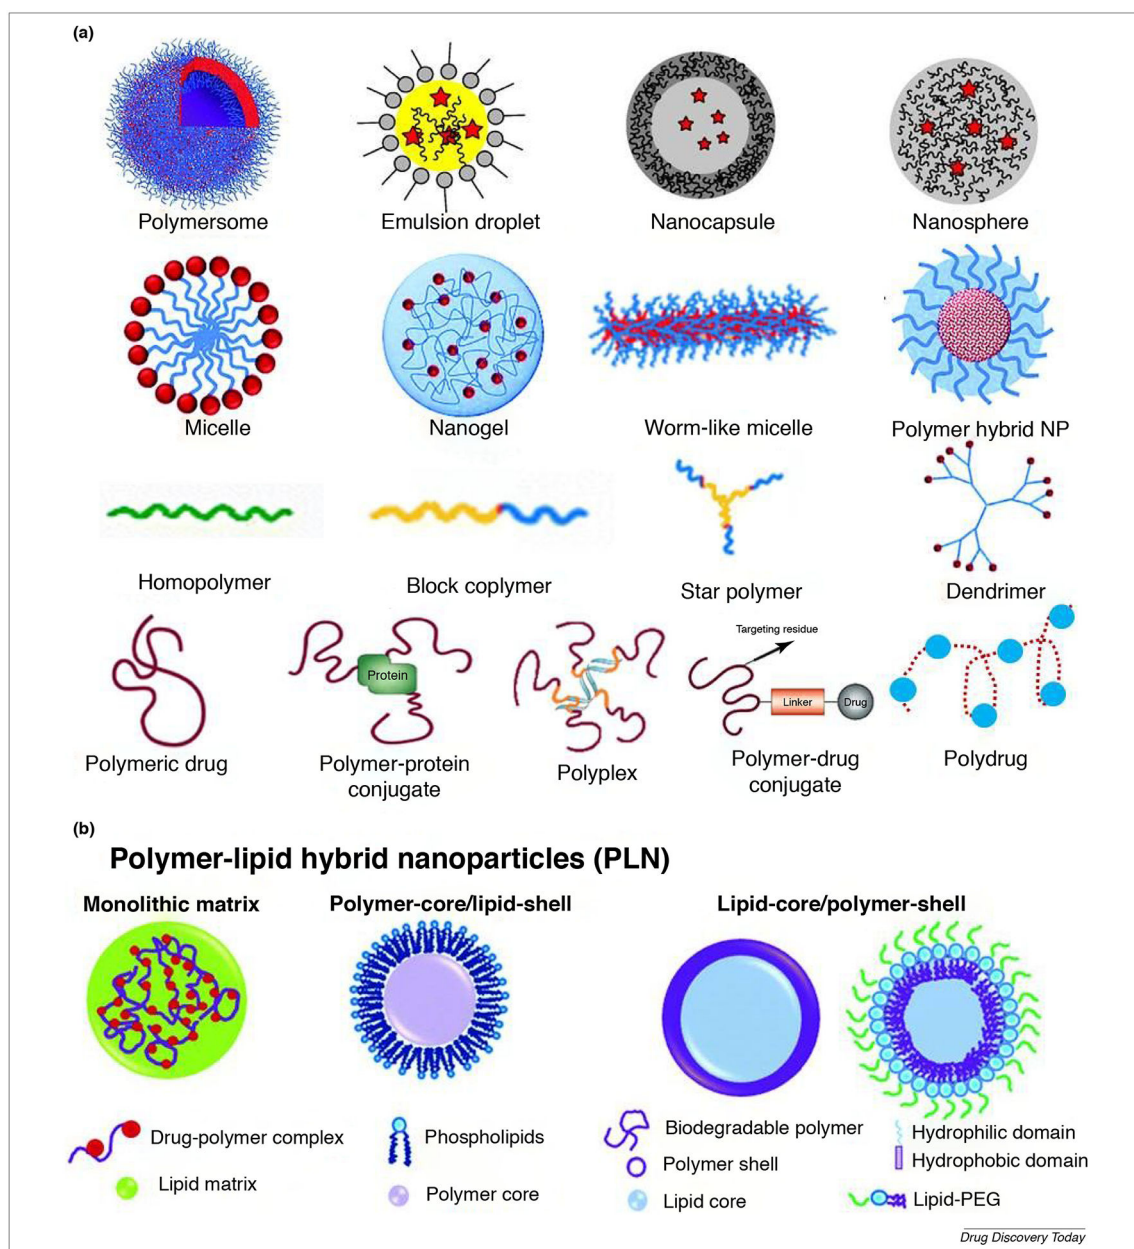 (a)
Polymersome
Emulsion droplet
Nanocapsule
Nanosphere
Micelle
Nanogel
Worm-like micelle
Polymer hybrid NP
Homopolymer
Block coplymer
Star polymer
Dendrimer
Targeting residue
Protein
Linker
Drug
Polymeric drug
Polymer-protein
conjugate
Polyplex
Polymer-drug
conjugate
Polydrug
(b)
Polymer-lipid hybrid nanoparticles (PLN)
Monolithic matrix
Polymer-core/lipid-shell
Lipid-core/polymer-shell
Drug-polymer complex
Lipid matrix
Phospholipids
Polymer core
Biodegradable polymer
Polymer shell
Lipid core
Hydrophilic domain
Hydrophobic domain
Lipid-PEG
Drug Discovery Today